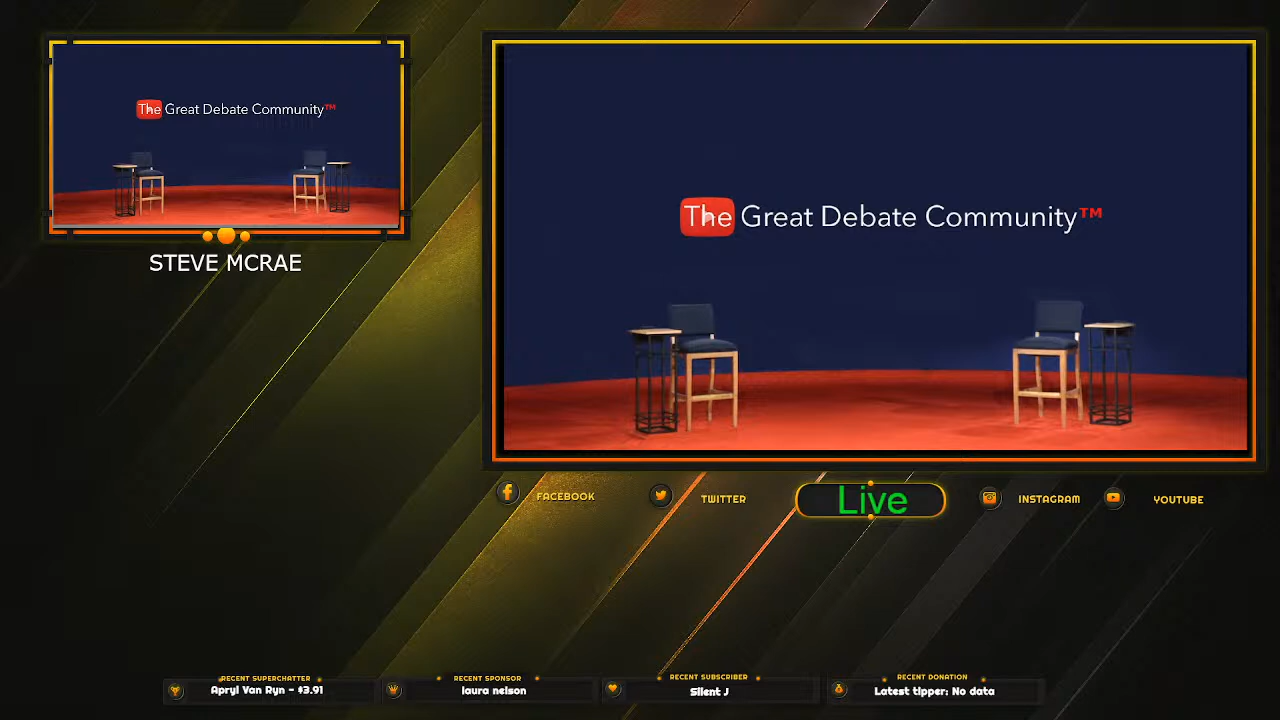 The Great Debate Community™
STEVE MCRAE
The Great Debate Community™
FACEBOOK
TWITTER
Live
INSTAGRAM
YOUTUBE
RECENT SUPERCHATTER
Apryl Van Ryn - $3.91
RECENT SPONSOR
laura nelson
RECENT SUBSCRIBER
Silent J
RECENT DONATION
Latest tipper: No data